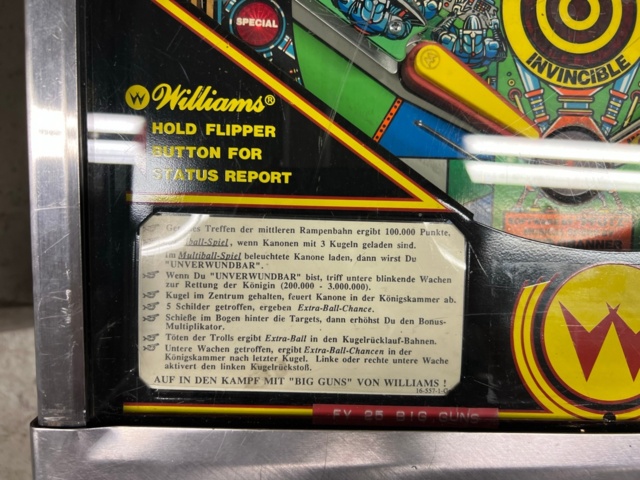 SPECIAL
INVINCIBLE
Williams®
HOLD FLIPPER
BUTTON FOR
STATUS REPORT
Treffen der mittleren Rampenbahn ergibt 100.000 Punkte,
wenn Kanonen mit 3 Kugeln geladen sind.
Im Multiball-Spiel beleuchtete Kanone laden, dann wirst Du
"UNVERWUNDBAR".
Wenn Du "UNVERWUNDBAR" bist, triff untere blinkende Wachen
zur Rettung der Königin (200.000 - 3.000.000).
Kugel im Zentrum gehalten, feuert Kanone in der Königskammer ab.
5 Schilder getroffen, ergeben Extra-Ball-Chance.
Schieße im Bogen hinter die Targets, dann erhöhst Du den Bonus-
Multiplikator.
Töten der Trolls ergibt Extra-Ball in den Kugelrücklauf-Bahnen.
Untere Wachen getroffen, ergibt Extra-Ball-Chancen in der
Königskammer nach letzter Kugel. Linke oder rechte untere Wache
aktivert den linken Kugelrückstoß.
AUF IN DEN KAMPF MIT "BIG GUNS" VON WILLIAMS !
16-557-1-G
FY 25 BIG GUNS